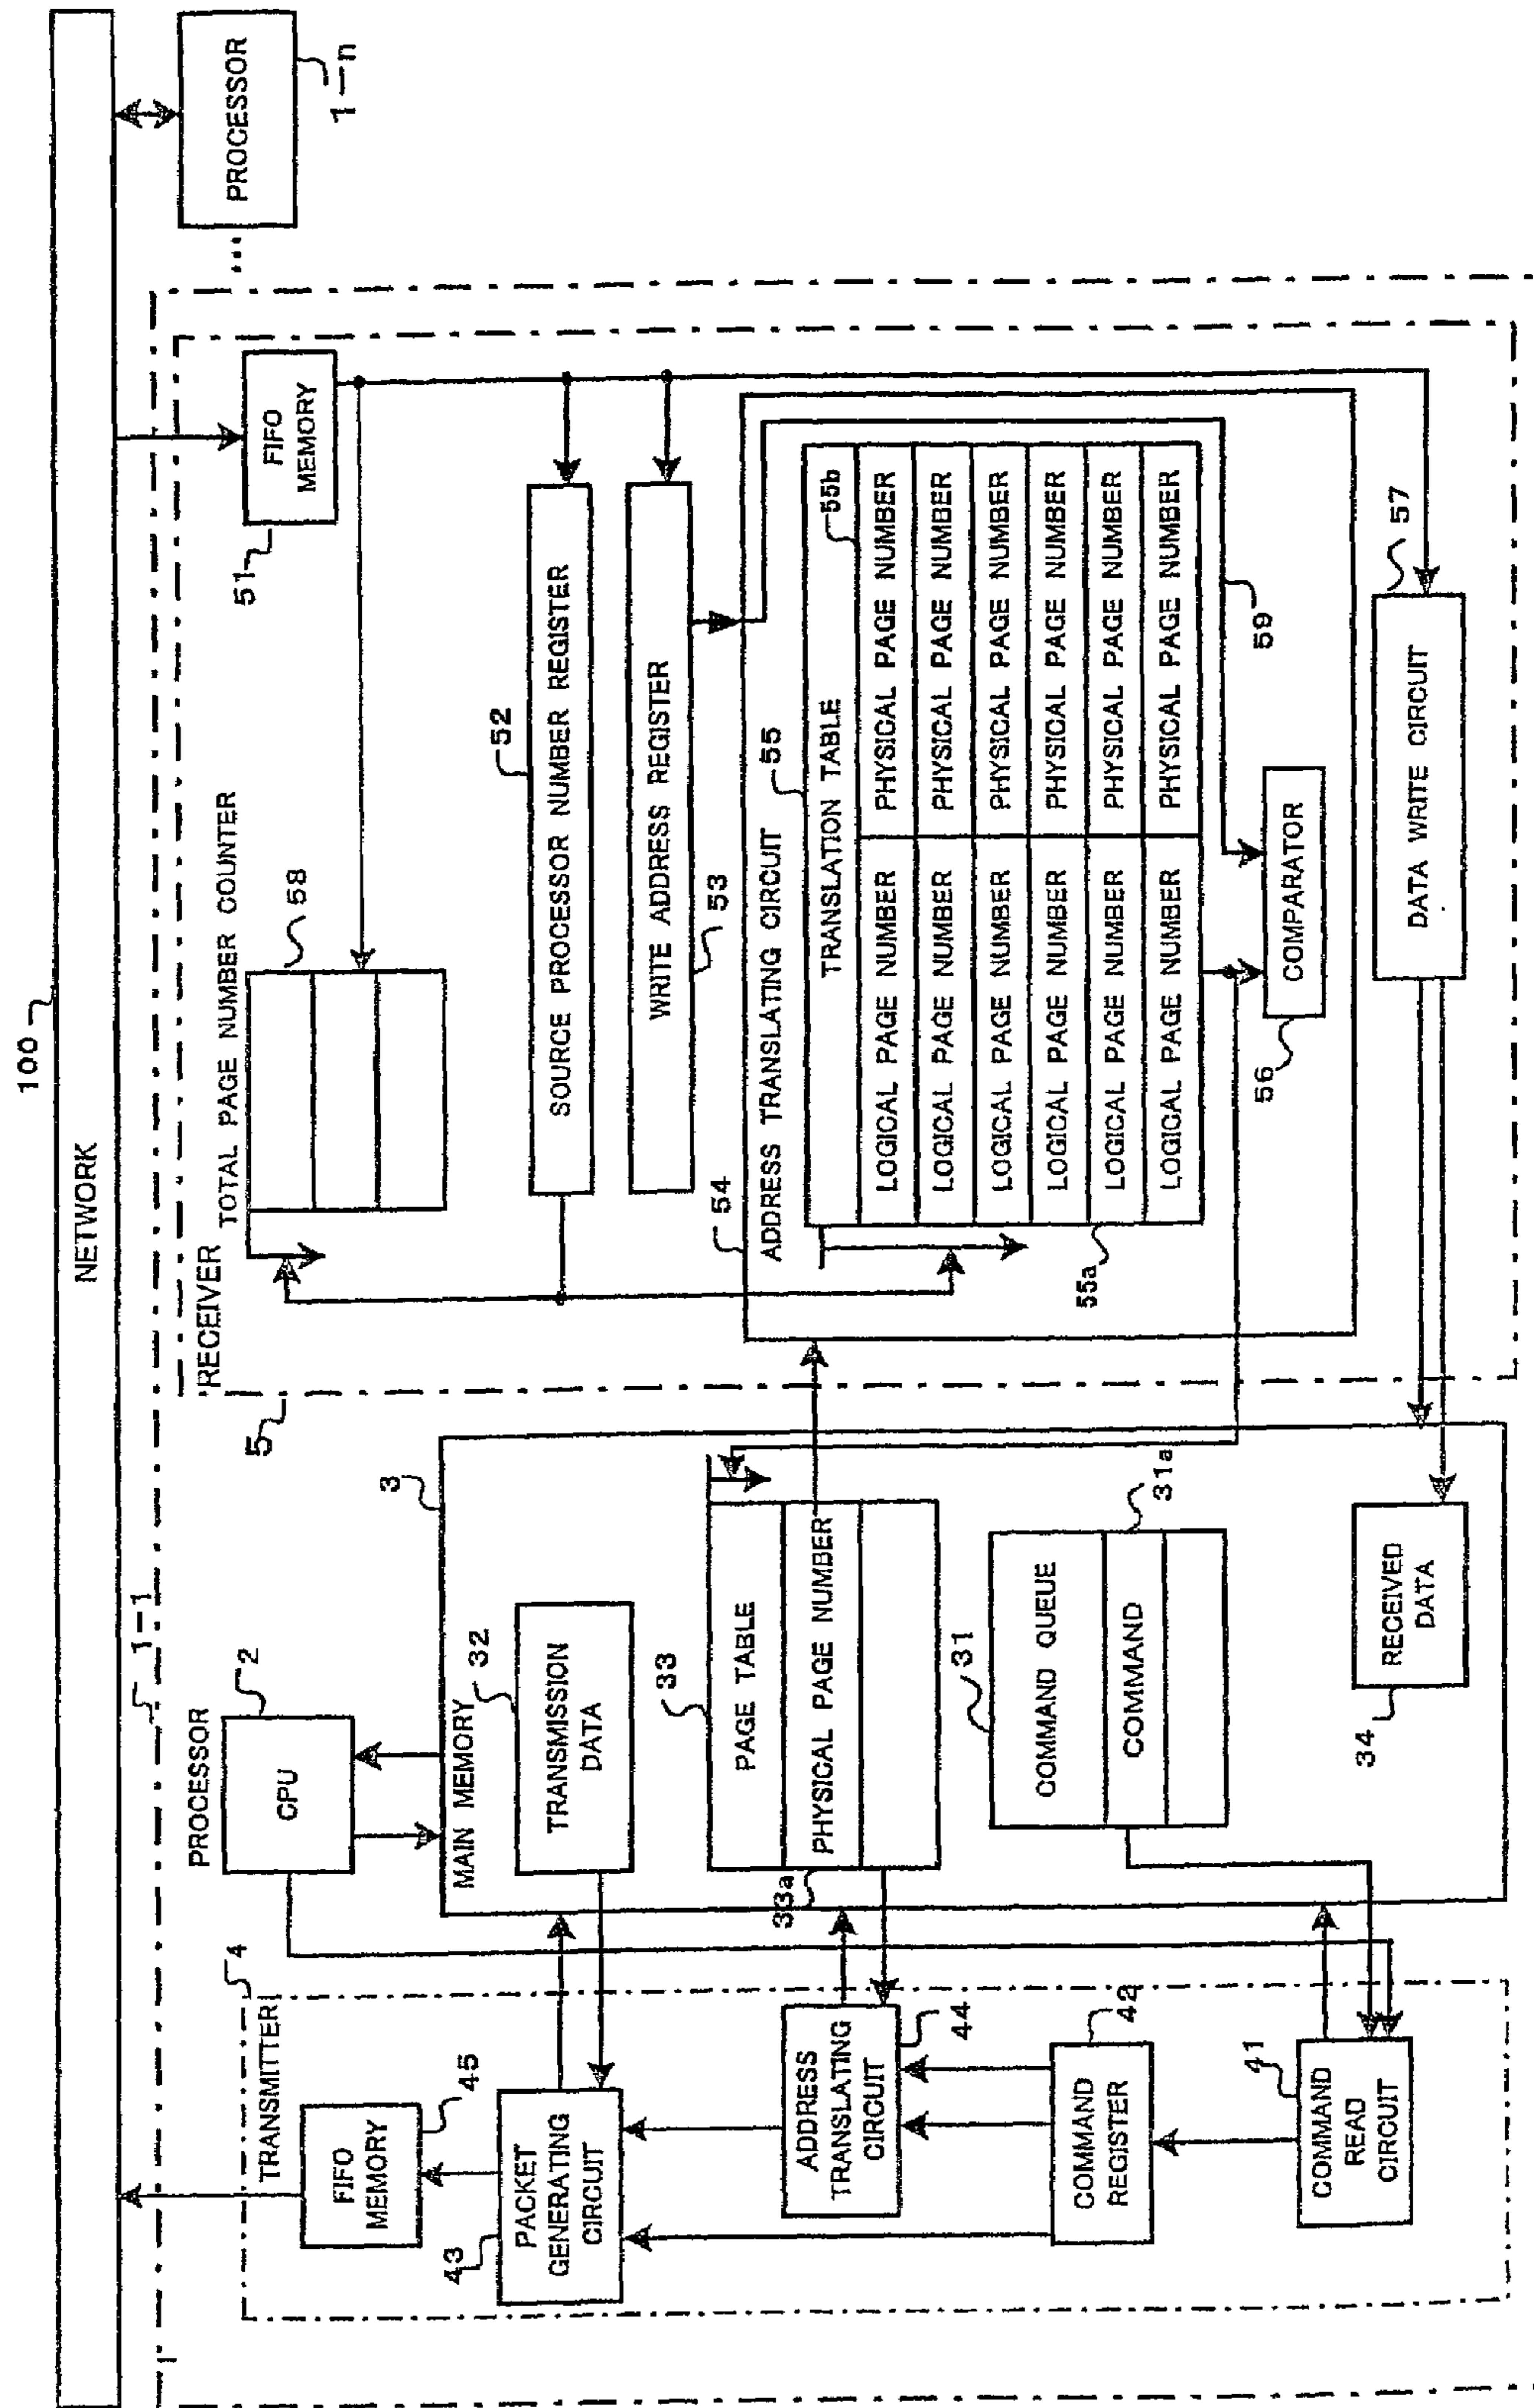 100
NETWORK
PROCESSOR
1-n
...
1-1
PROCESSOR
2
CPU
4
TRANSMITTER
FIFO
MEMORY
45
PACKET
GENERATING
CIRCUIT
43
ADDRESS
TRANSLATING
CIRCUIT
44
COMMAND
REGISTER
42
COMMAND
READ
CIRCUIT
41
3
MAIN MEMORY
32
TRANSMISSION
DATA
33
PAGE TABLE
PHYSICAL PAGE NUMBER
33a
31
COMMAND QUEUE
COMMAND
31a
RECEIVED
DATA
34
5
RECEIVER
TOTAL PAGE NUMBER COUNTER
58
FIFO
MEMORY
51
52
SOURCE PROCESSOR NUMBER REGISTER
WRITE ADDRESS REGISTER
53
54
ADDRESS TRANSLATING CIRCUIT
55
TRANSLATION TABLE
55b
LOGICAL PAGE NUMBER PHYSICAL PAGE NUMBER
LOGICAL PAGE NUMBER PHYSICAL PAGE NUMBER
LOGICAL PAGE NUMBER PHYSICAL PAGE NUMBER
LOGICAL PAGE NUMBER PHYSICAL PAGE NUMBER
LOGICAL PAGE NUMBER PHYSICAL PAGE NUMBER
LOGICAL PAGE NUMBER PHYSICAL PAGE NUMBER
55a
59
COMPARATOR
56
DATA WRITE CIRCUIT
57